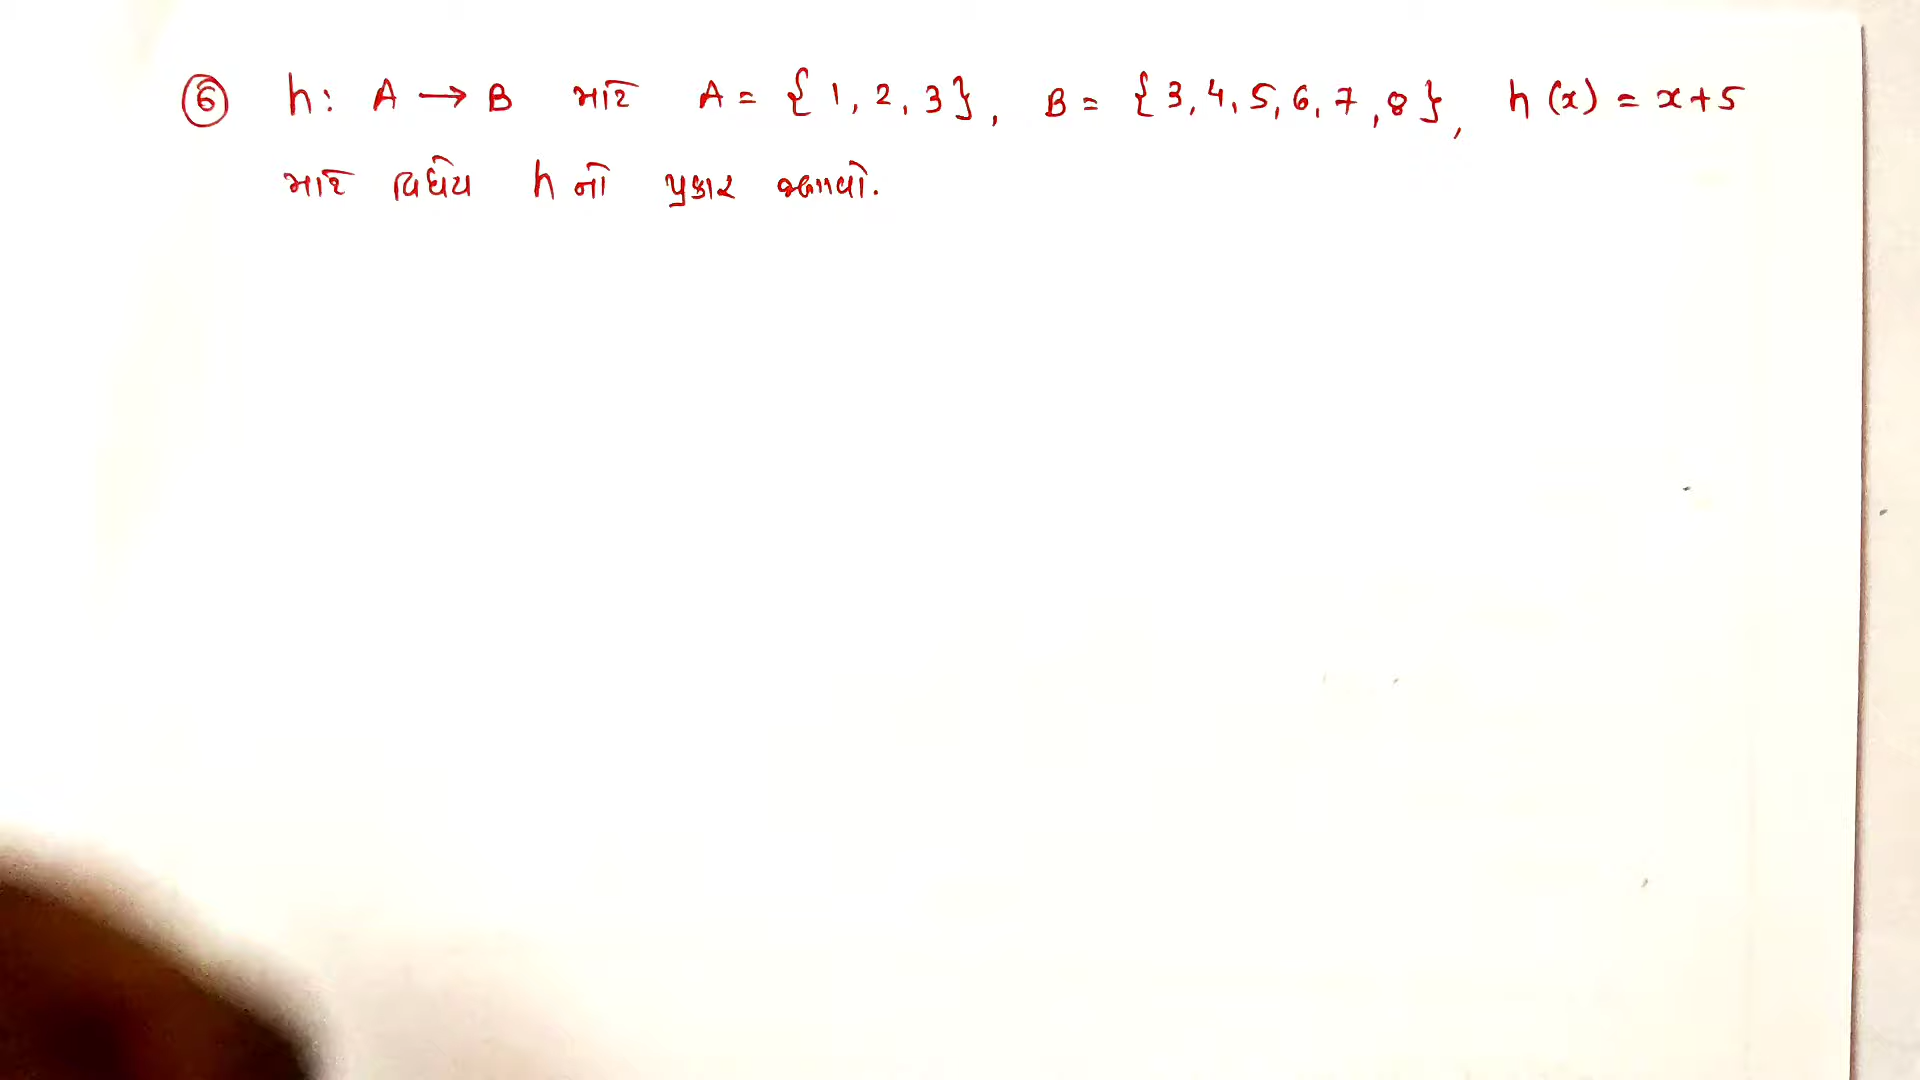 ⑥ h: A → B માટે A = {1, 2, 3}, B = {3, 4, 5, 6, 7, 8}, h(x) = x+5
માટે વિધેય h નો પ્રકાર જણાવો.